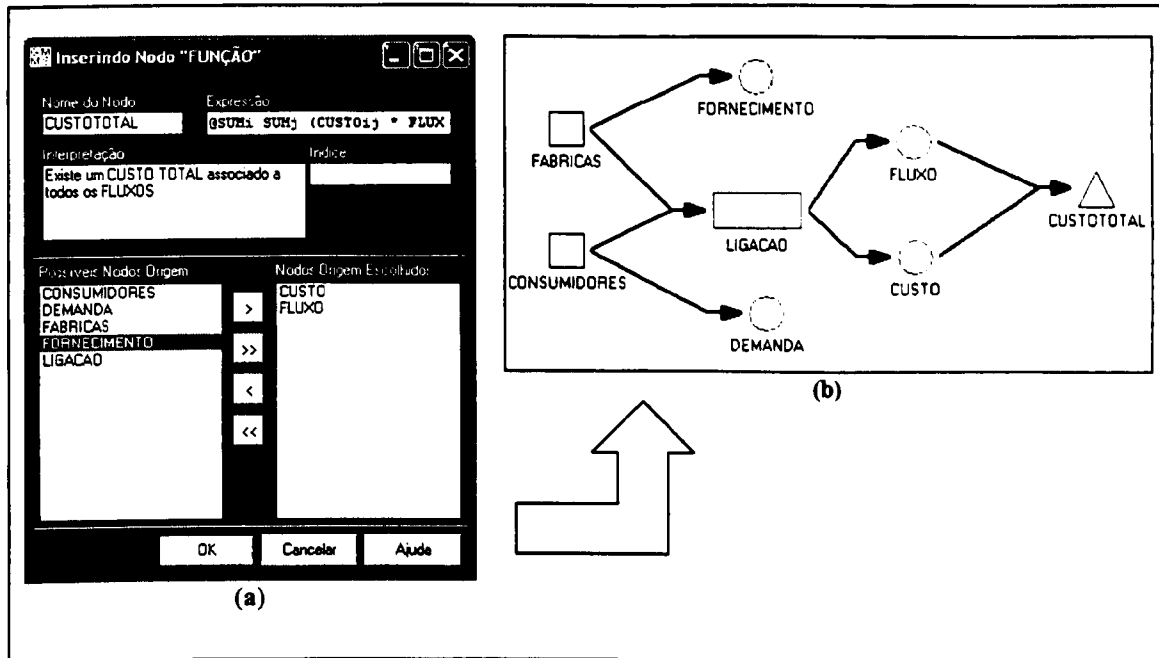 Inserindo Nodo "FUNÇÃO"
Nome do Nodo
Expressão
CUSTOTOTAL
@SUMi SUMj (CUSTOij * FLUX
Interpretação
Índice
Existe um CUSTO TOTAL associado a
todos os FLUXOS
Possíveis Nodos Origem
Nodos Origem Escolhidos
CONSUMIDORES
DEMANDA
FABRICAS
FORNECIMENTO
LIGACAO
CUSTO
FLUXO
>
>>
<
<<
OK
Cancelar
Ajuda
(a)
FORNECIMENTO
FABRICAS
FLUXO
CUSTOTOTAL
LIGACAO
CONSUMIDORES
CUSTO
DEMANDA
(b)